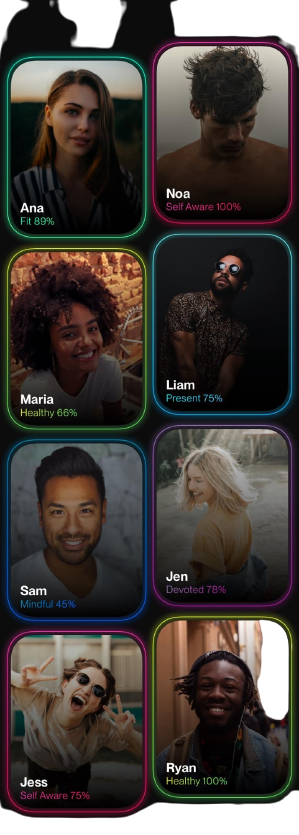 Ana
Fit 89%
Noa
Self Aware 100%
Maria
Healthy 66%
Liam
Present 75%
Sam
Mindful 45%
Jen
Devoted 78%
Jess
Self Aware 75%
Ryan
Healthy 100%